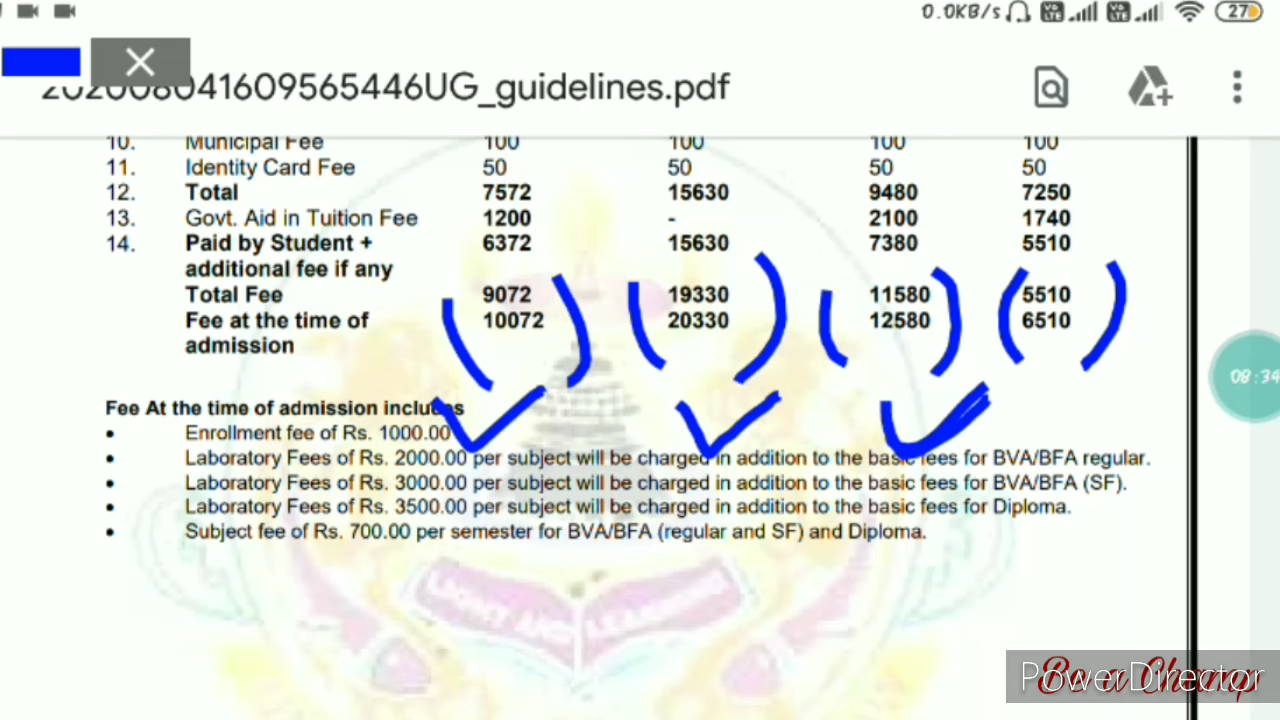 0.0KB/s VoLTE VoLTE 27
202008041609565446UG_guidelines.pdf
10. Municipal Fee 100 100 100 100
11. Identity Card Fee 50 50 50 50
12. Total 7572 15630 9480 7250
13. Govt. Aid in Tuition Fee 1200 - 2100 1740
14. Paid by Student + 6372 15630 7380 5510
additional fee if any
Total Fee 9072 19330 11580 5510
Fee at the time of 10072 20330 12580 6510
admission
08:34
Fee At the time of admission includes
• Enrollment fee of Rs. 1000.00
• Laboratory Fees of Rs. 2000.00 per subject will be charged in addition to the basic fees for BVA/BFA regular.
• Laboratory Fees of Rs. 3000.00 per subject will be charged in addition to the basic fees for BVA/BFA (SF).
• Laboratory Fees of Rs. 3500.00 per subject will be charged in addition to the basic fees for Diploma.
• Subject fee of Rs. 700.00 per semester for BVA/BFA (regular and SF) and Diploma.
LIGHT AND LEARNING
Be a Champ
PowerDirector